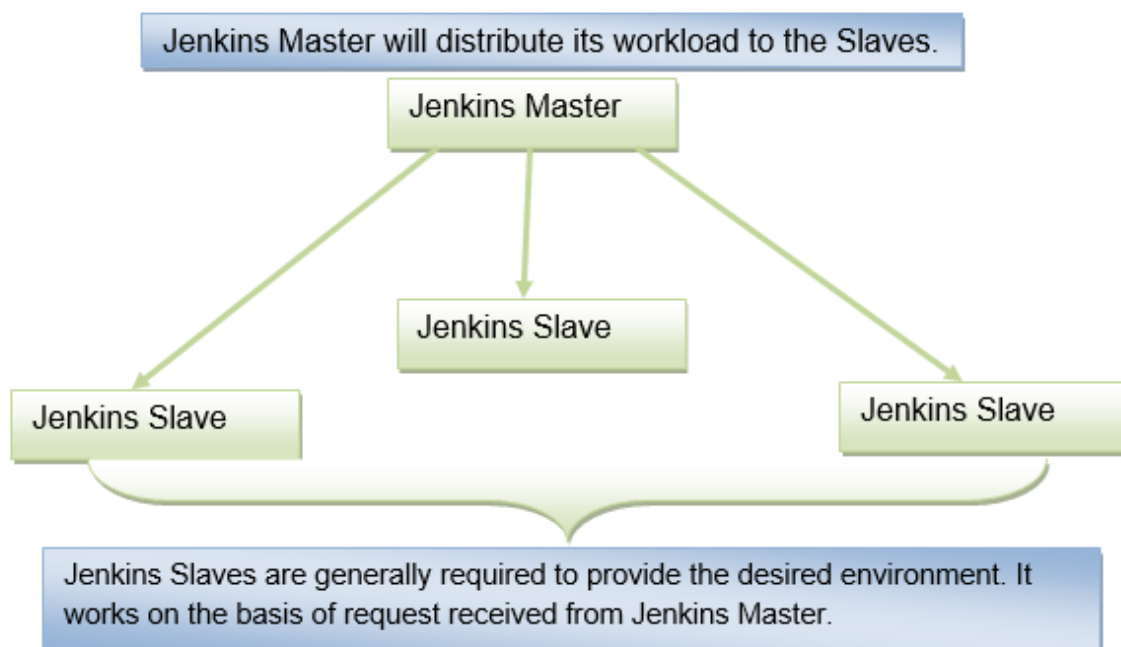 Jenkins Master will distribute its workload to the Slaves.
Jenkins Master
Jenkins Slave
Jenkins Slave
Jenkins Slave
Jenkins Slaves are generally required to provide the desired environment. It
works on the basis of request received from Jenkins Master.